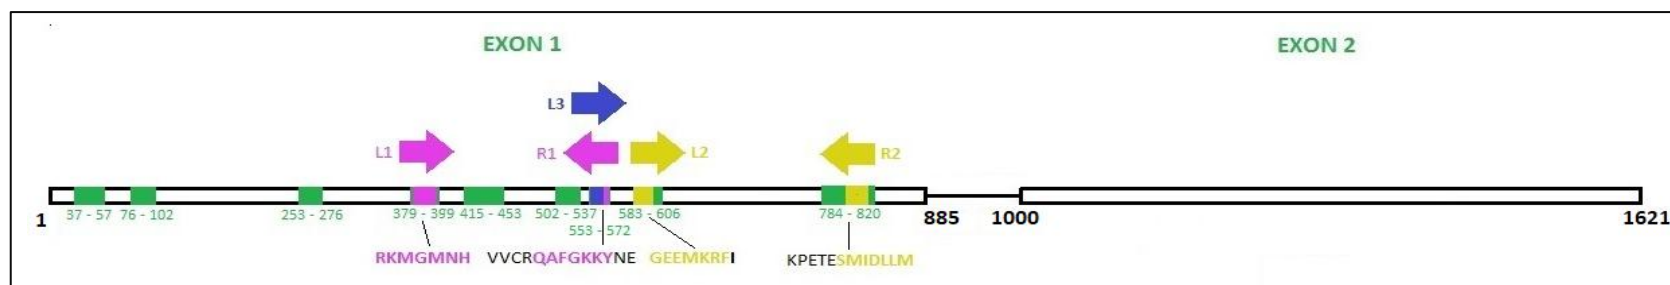 EXON 1 EXON 2
L3
L1 R1 L2 R2
37 - 57 76 - 102 253 - 276 379 - 399 415 - 453 502 - 537 583 - 606 784 - 820
1 885 1000 1621
553 - 572
RKMGMNH VVCRQAFGKKYNE GEEMKRFI KPETESMIDLLM